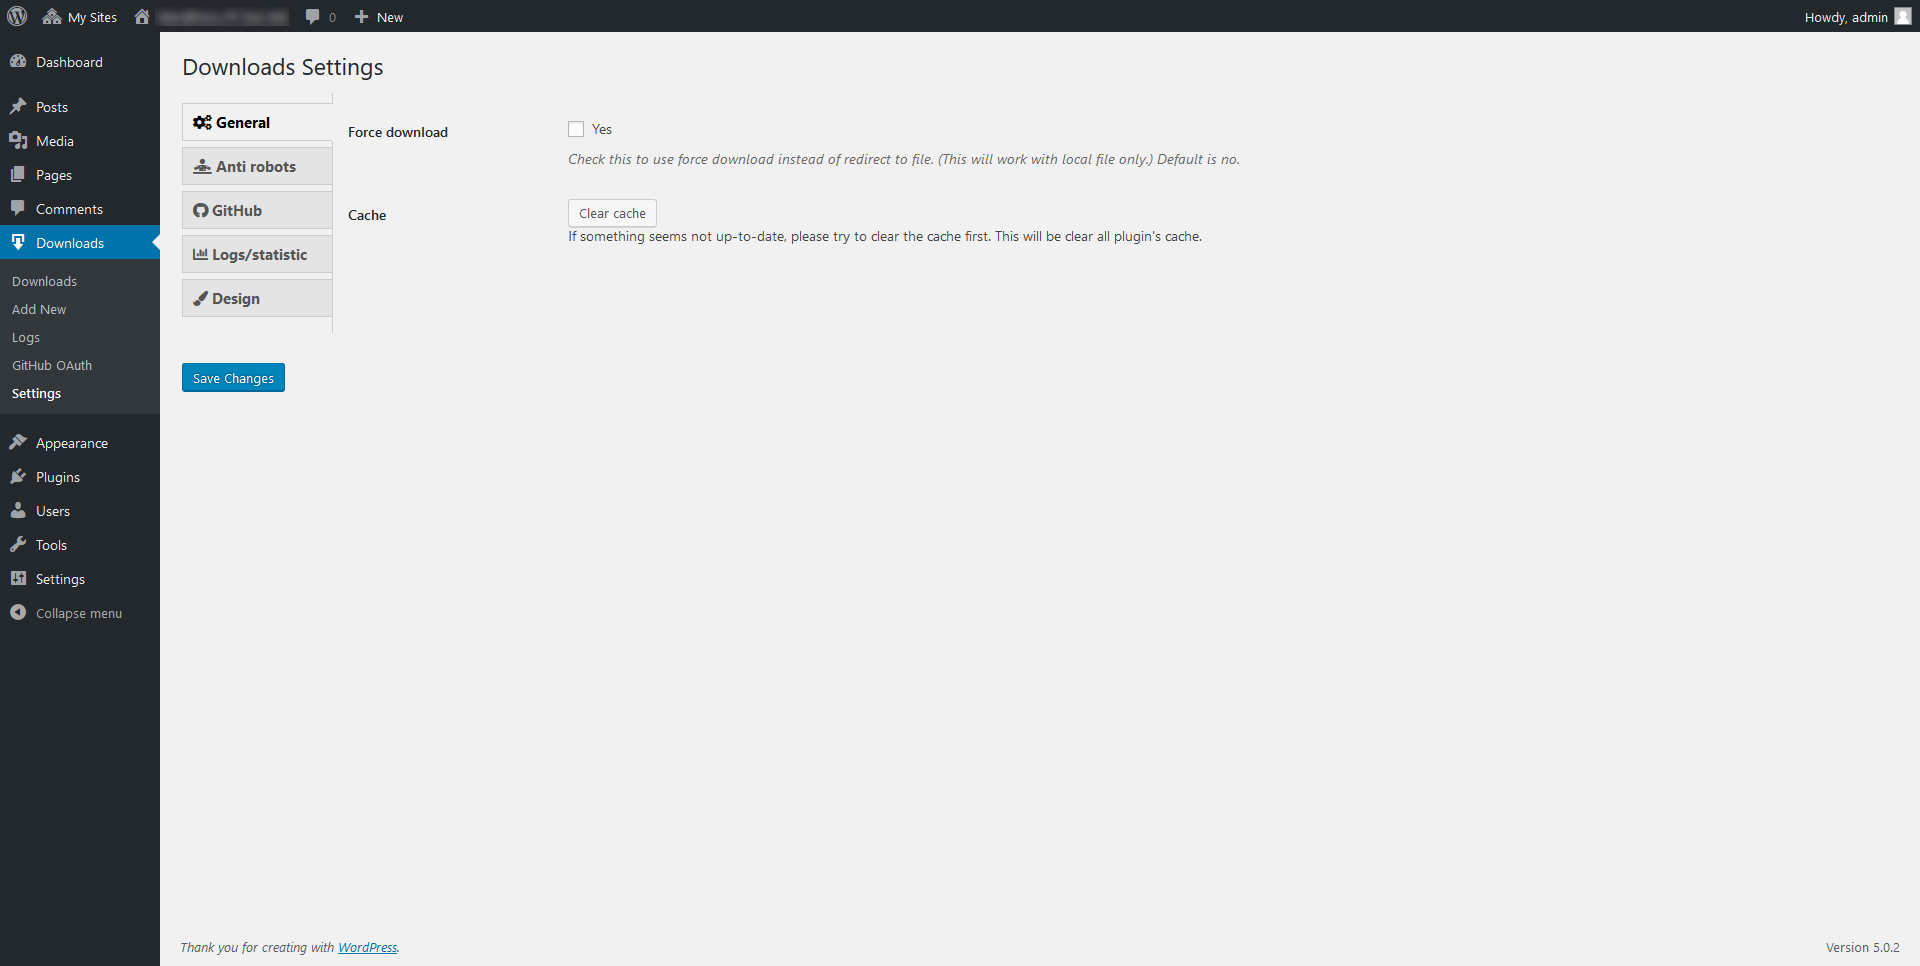 My Sites
0
New
Howdy, admin
Dashboard
Posts
Media
Pages
Comments
Downloads
Downloads
Add New
Logs
GitHub OAuth
Settings
Appearance
Plugins
Users
Tools
Settings
Collapse menu
Downloads Settings
General
Anti robots
GitHub
Logs/statistic
Design
Force download
Yes
Check this to use force download instead of redirect to file. (This will work with local file only.) Default is no.
Cache
Clear cache
If something seems not up-to-date, please try to clear the cache first. This will be clear all plugin's cache.
Save Changes
Thank you for creating with WordPress.
Version 5.0.2